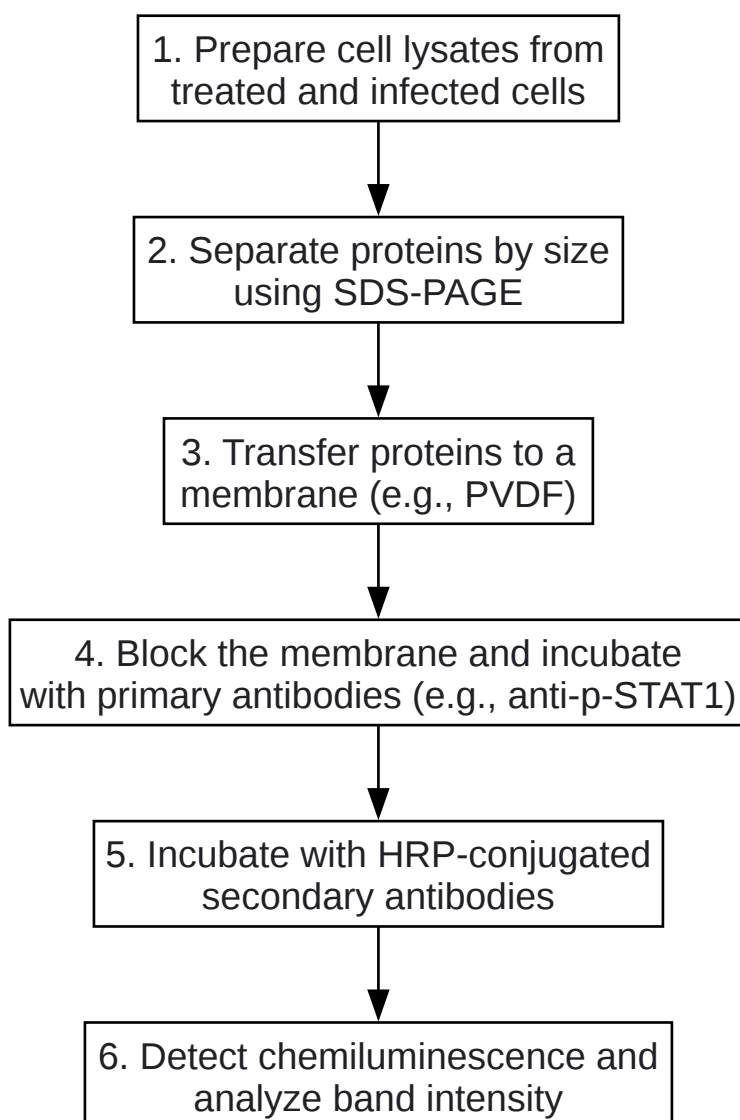 1. Prepare cell lysates from
treated and infected cells
2. Separate proteins by size
using SDS-PAGE
3. Transfer proteins to a
membrane (e.g., PVDF)
4. Block the membrane and incubate
with primary antibodies (e.g., anti-p-STAT1)
5. Incubate with HRP-conjugated
secondary antibodies
6. Detect chemiluminescence and
analyze band intensity